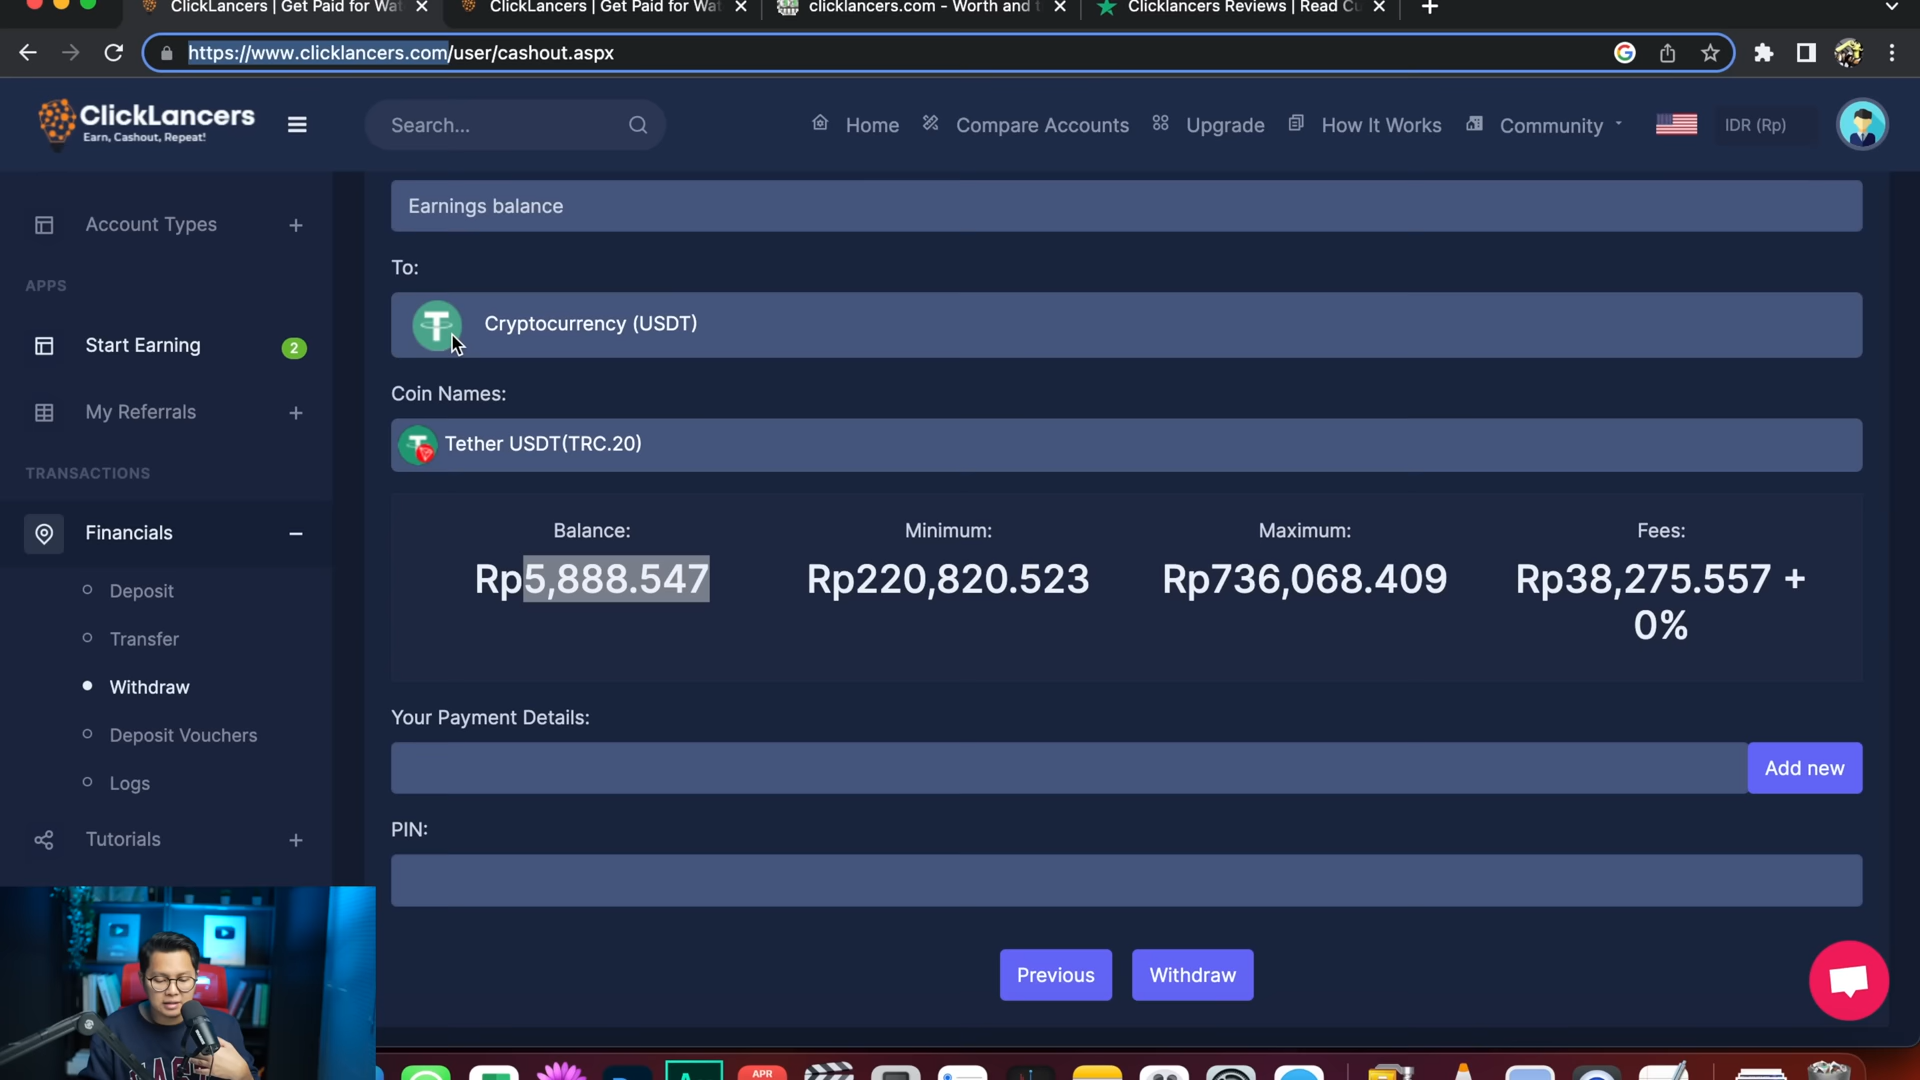 ClickLancers | Get Paid for Wat
ClickLancers | Get Paid for Wat
clicklancers.com - Worth and t
Clicklancers Reviews | Read Cu
https://www.clicklancers.com/user/cashout.aspx
ClickLancers
Earn, Cashout, Repeat!
Search...
Home
Compare Accounts
Upgrade
How It Works
Community
IDR (Rp)
Account Types
APPS
Start Earning
2
My Referrals
TRANSACTIONS
Financials
Deposit
Transfer
Withdraw
Deposit Vouchers
Logs
Tutorials
Earnings balance
To:
Cryptocurrency (USDT)
Coin Names:
Tether USDT(TRC.20)
Balance:
Rp5,888.547
Minimum:
Rp220,820.523
Maximum:
Rp736,068.409
Fees:
Rp38,275.557 +
0%
Your Payment Details:
Add new
PIN:
Previous
Withdraw
APR